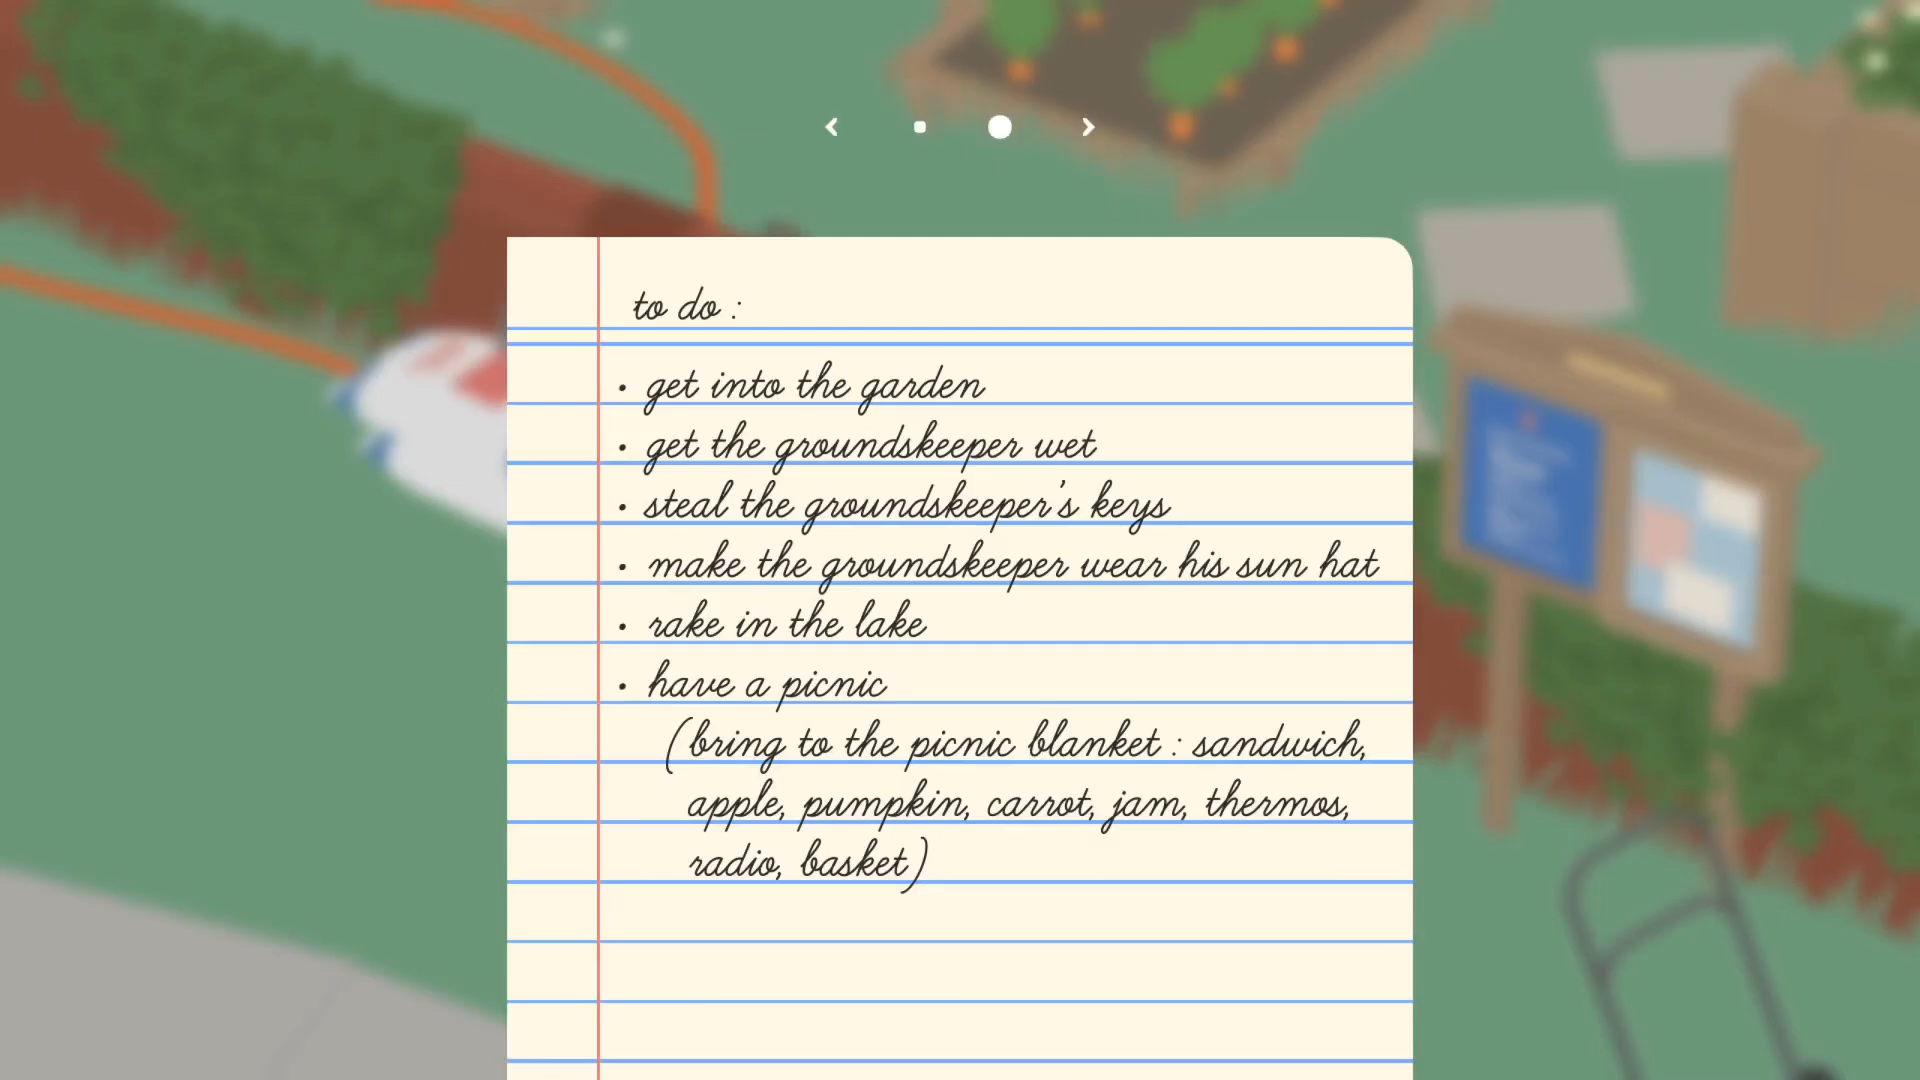 to do :
• get into the garden
• get the groundskeeper wet
• steal the groundskeeper's keys
• make the groundskeeper wear his sun hat
• rake in the lake
• have a picnic
(bring to the picnic blanket : sandwich,
apple, pumpkin, carrot, jam, thermos,
radio, basket)